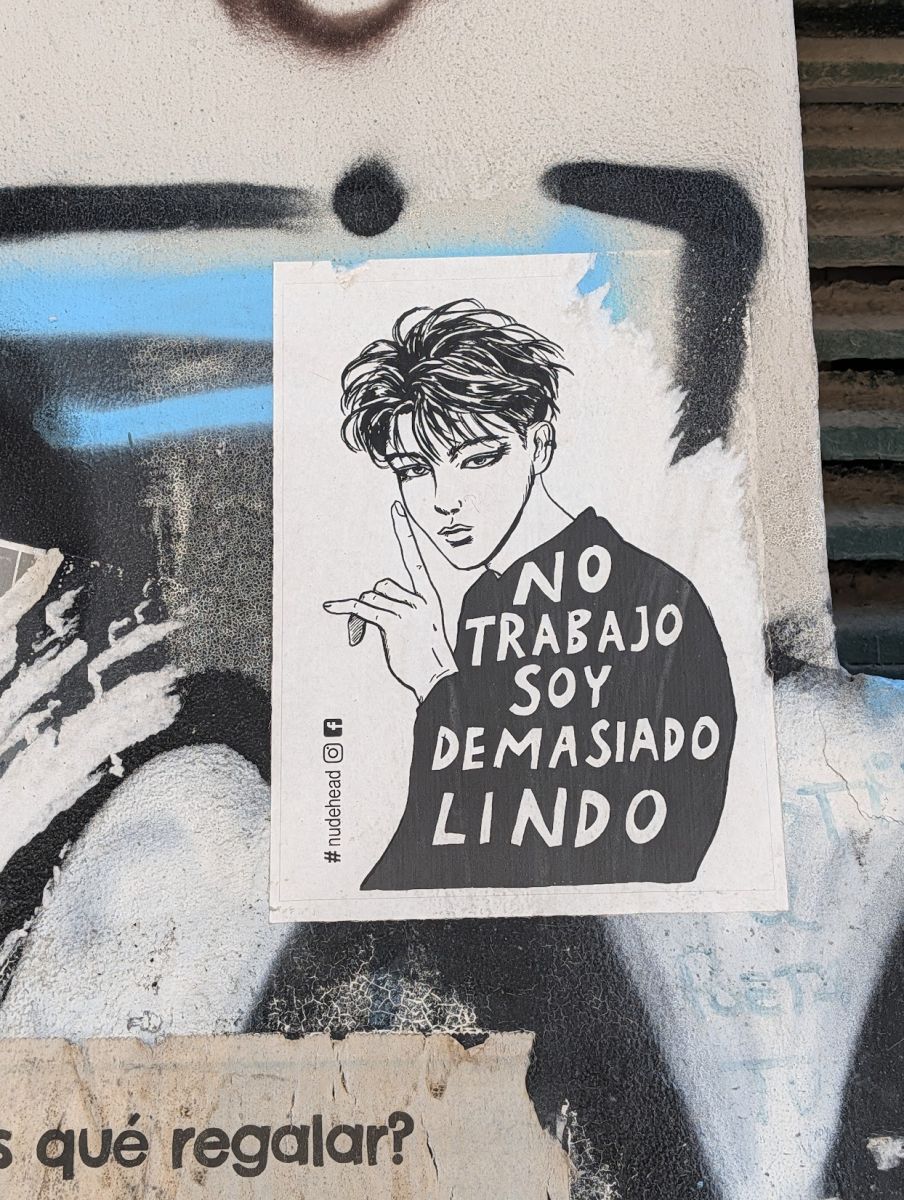 NO
TRABAJO
SOY
DEMASIADO
LINDO
#nudehead
s qué regalar?